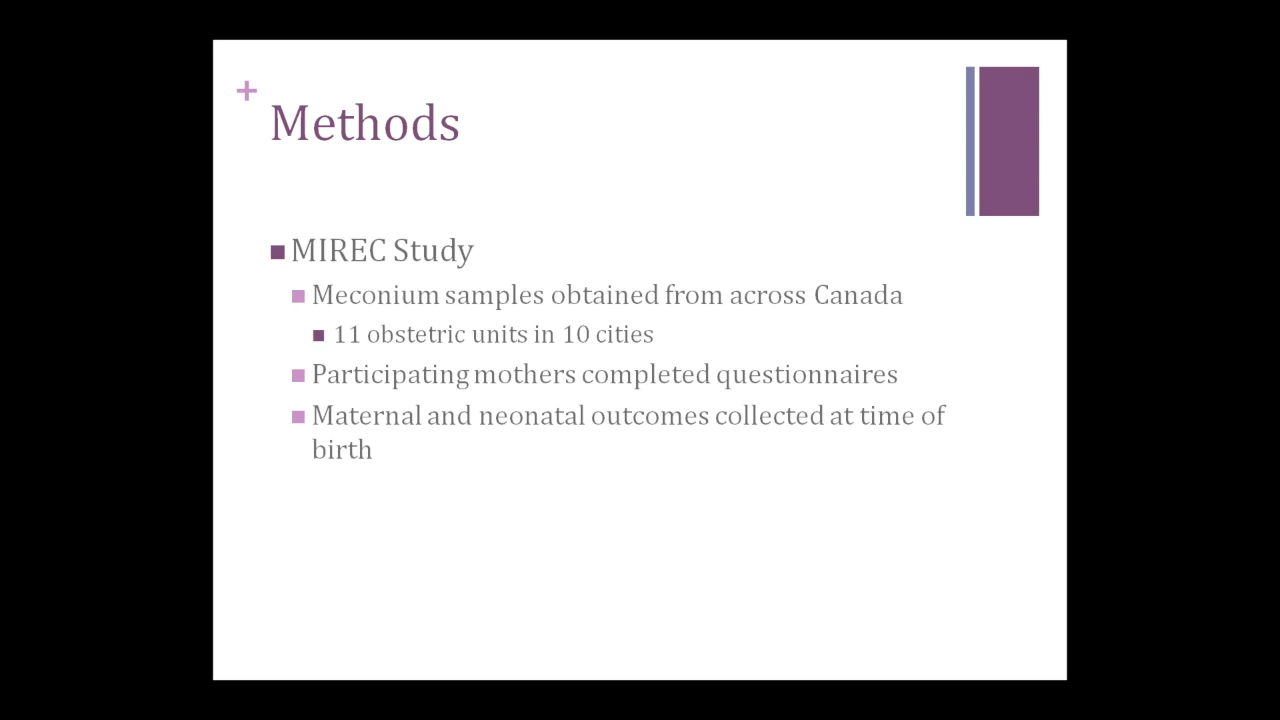 +
Methods
MIREC Study
Meconium samples obtained from across Canada
11 obstetric units in 10 cities
Participating mothers completed questionnaires
Maternal and neonatal outcomes collected at time of
birth